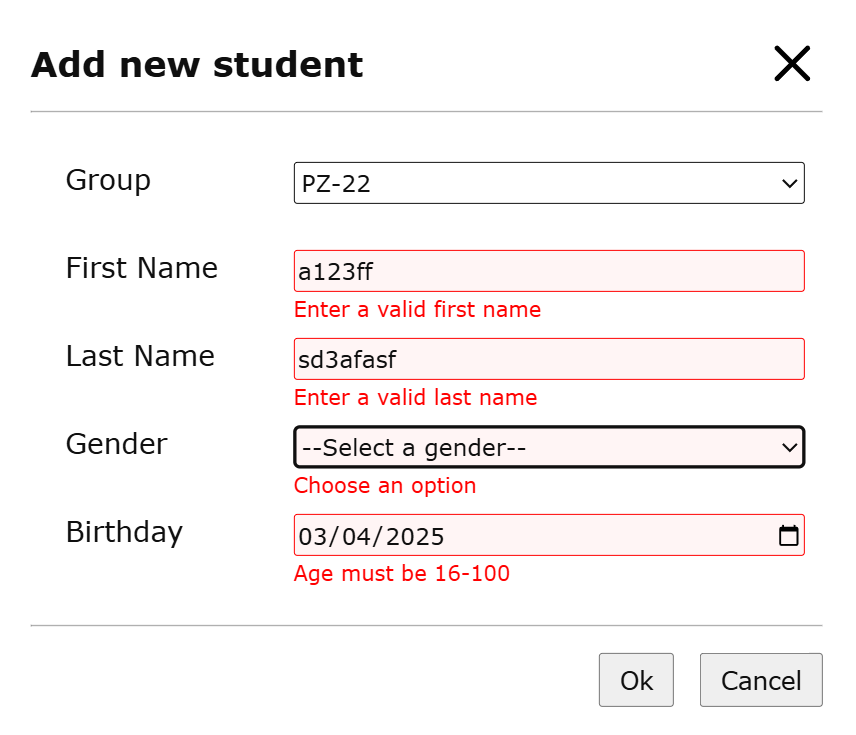 Add new student
Group PZ-22
First Name a123ff
Enter a valid first name
Last Name sd3afasf
Enter a valid last name
Gender --Select a gender--
Choose an option
Birthday 03/04/2025
Age must be 16-100
Ok Cancel